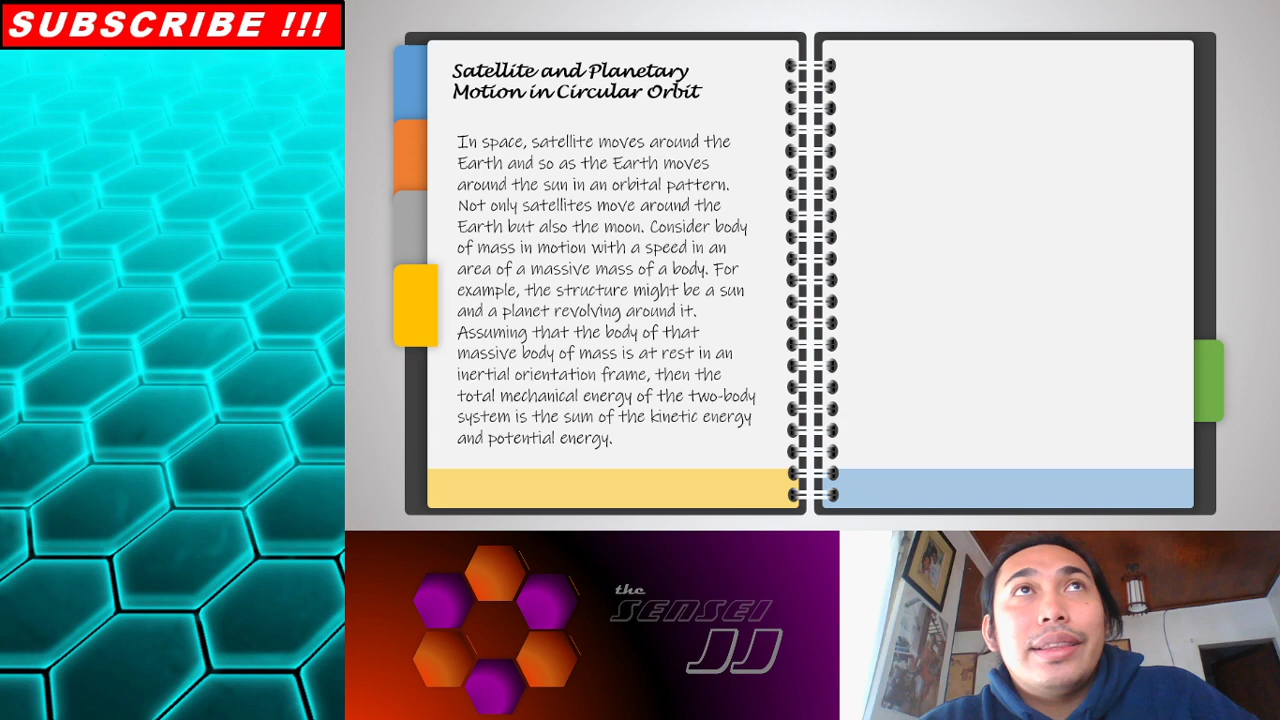 SUBSCRIBE !!!
Satellite and Planetary
Motion in Circular Orbit
In space, satellite moves around the
Earth and so as the Earth moves
around the sun in an orbital pattern.
Not only satellites move around the
Earth but also the moon. Consider body
of mass in motion with a speed in an
area of a massive mass of a body. For
example, the structure might be a sun
and a planet revolving around it.
Assuming that the body of that
massive body of mass is at rest in an
inertial orientation frame, then the
total mechanical energy of the two-body
system is the sum of the kinetic energy
and potential energy.
the
SENSEI
JJ